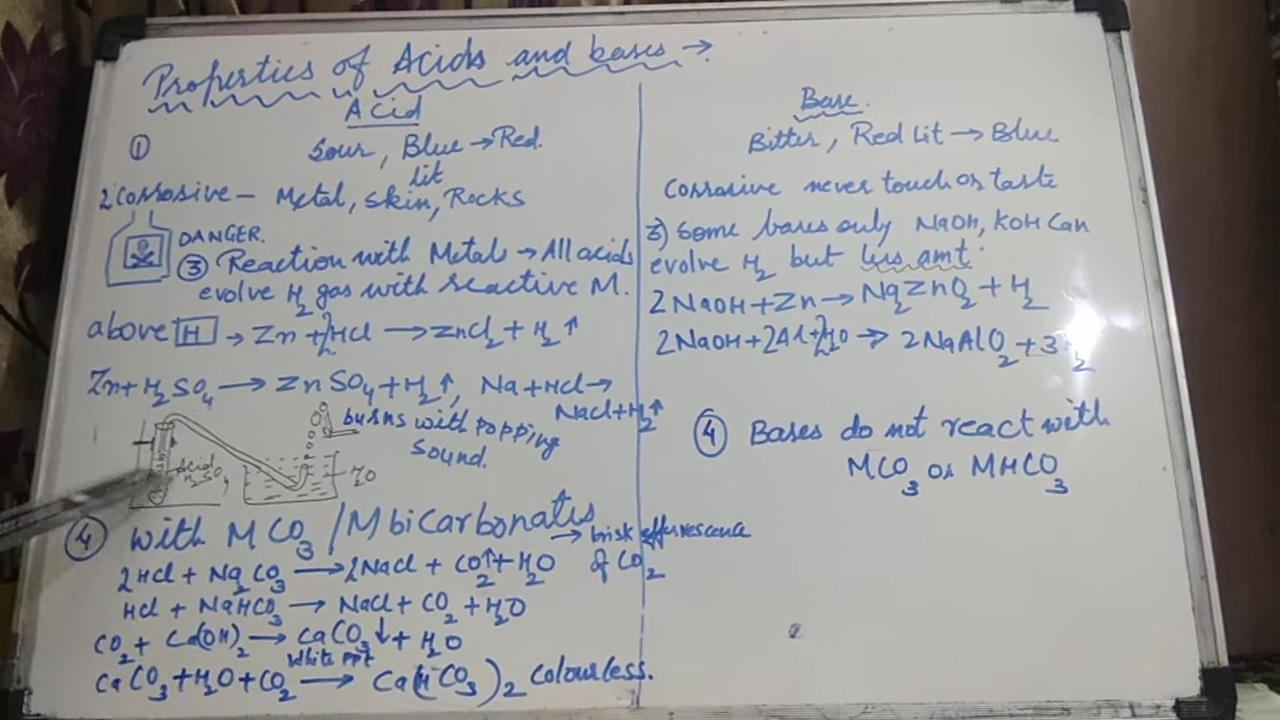 Properties of Acids and bases →
Acid
① Sour, Blue → Red.
lit
2 Corrosive – Metal, Skin, Rocks
DANGER.
③ Reaction with Metals → All acids
evolve H₂ gas with reactive M.
above H → Zn + 2HCl → ZnCl₂ + H₂↑
Zn + H₂SO₄ → ZnSO₄ + H₂↑, Na + HCl →
NaCl + H₂↑
burns with popping
sound.
Acid
H₂SO₄
H₂O
④ with MCO₃ / M bicarbonates
→ brisk effervescence
of CO₂
2HCl + Na₂CO₃ → 2NaCl + CO₂↑ + H₂O
HCl + NaHCO₃ → NaCl + CO₂ + H₂O
CO₂ + Ca(OH)₂ → CaCO₃↓ + H₂O
White ppt
CaCO₃ + H₂O + CO₂ → Ca(HCO₃)₂ Colourless.
Base.
Bitter, Red Lit → Blue
Corrosive never touch or taste
3) Some bases only NaOH, KOH Can
evolve H₂ but less amt.
2NaOH + Zn → Na₂ZnO₂ + H₂
2NaOH + 2Al + 2H₂O → 2NaAlO₂ + 3H₂
④ Bases do not react with
MCO₃ or MHCO₃